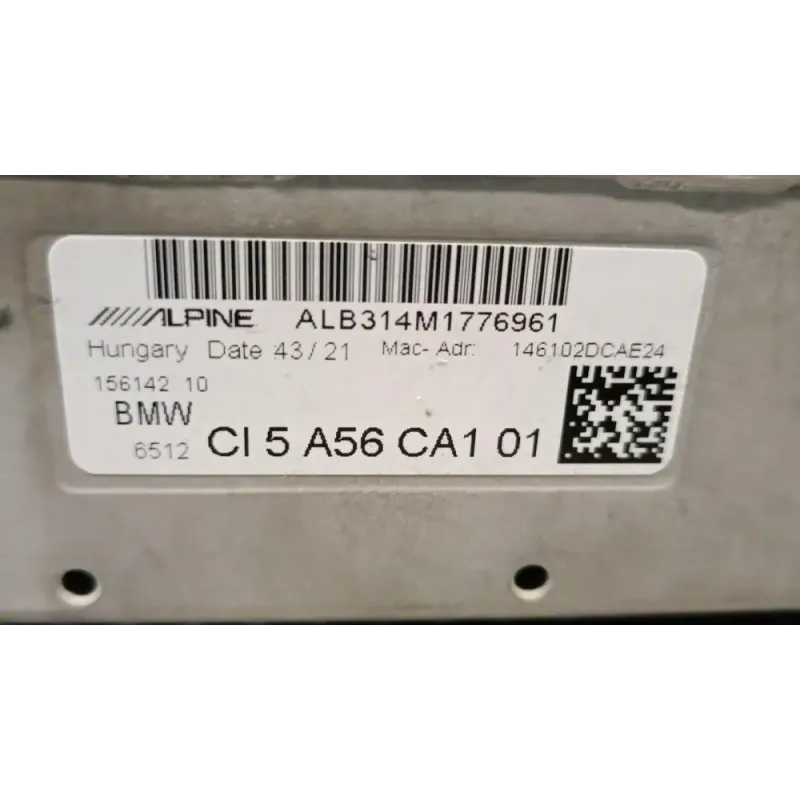 ALPINE ALB314M1776961
Hungary Date 43/21 Mac- Adr: 146102DCAE24
156142 10
BMW
6512 CI 5 A56 CA1 01